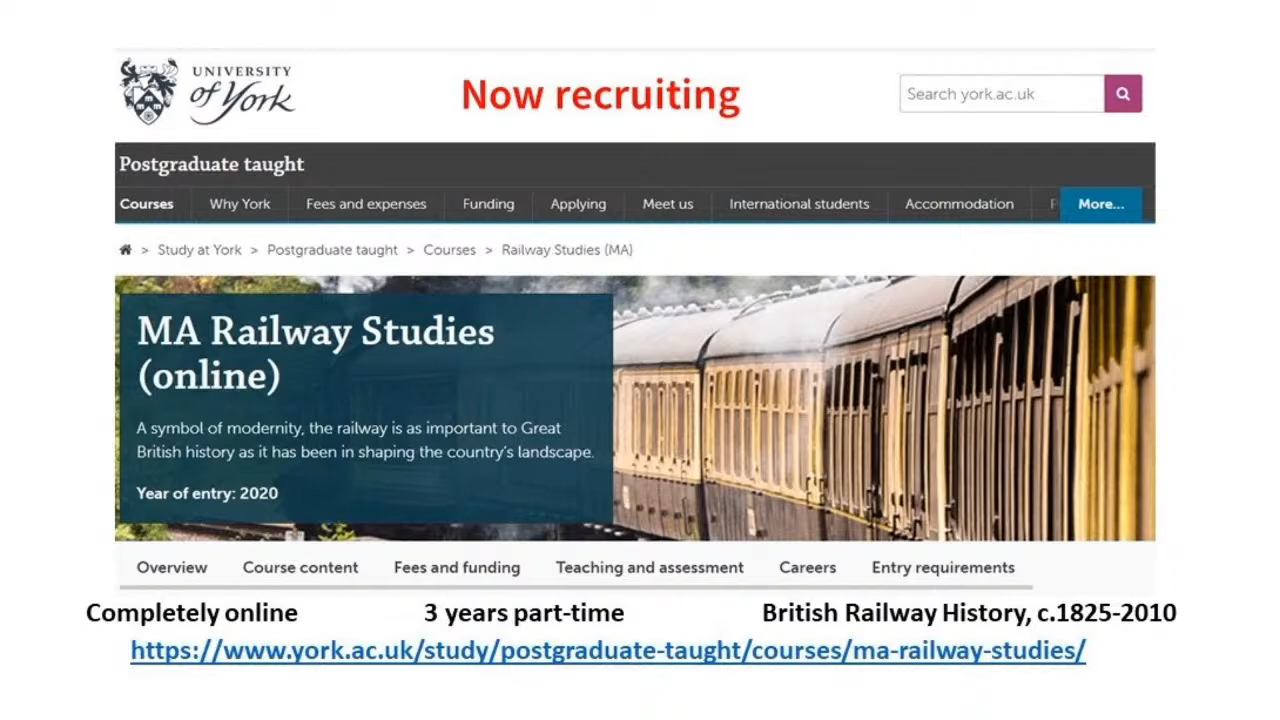 UNIVERSITY
of York
Now recruiting
Search york.ac.uk
Postgraduate taught
Courses Why York Fees and expenses Funding Applying Meet us International students Accommodation More...
> Study at York > Postgraduate taught > Courses > Railway Studies (MA)
MA Railway Studies
(online)
A symbol of modernity, the railway is as important to Great
British history as it has been in shaping the country's landscape.
Year of entry: 2020
Overview Course content Fees and funding Teaching and assessment Careers Entry requirements
Completely online 3 years part-time British Railway History, c.1825-2010
https://www.york.ac.uk/study/postgraduate-taught/courses/ma-railway-studies/